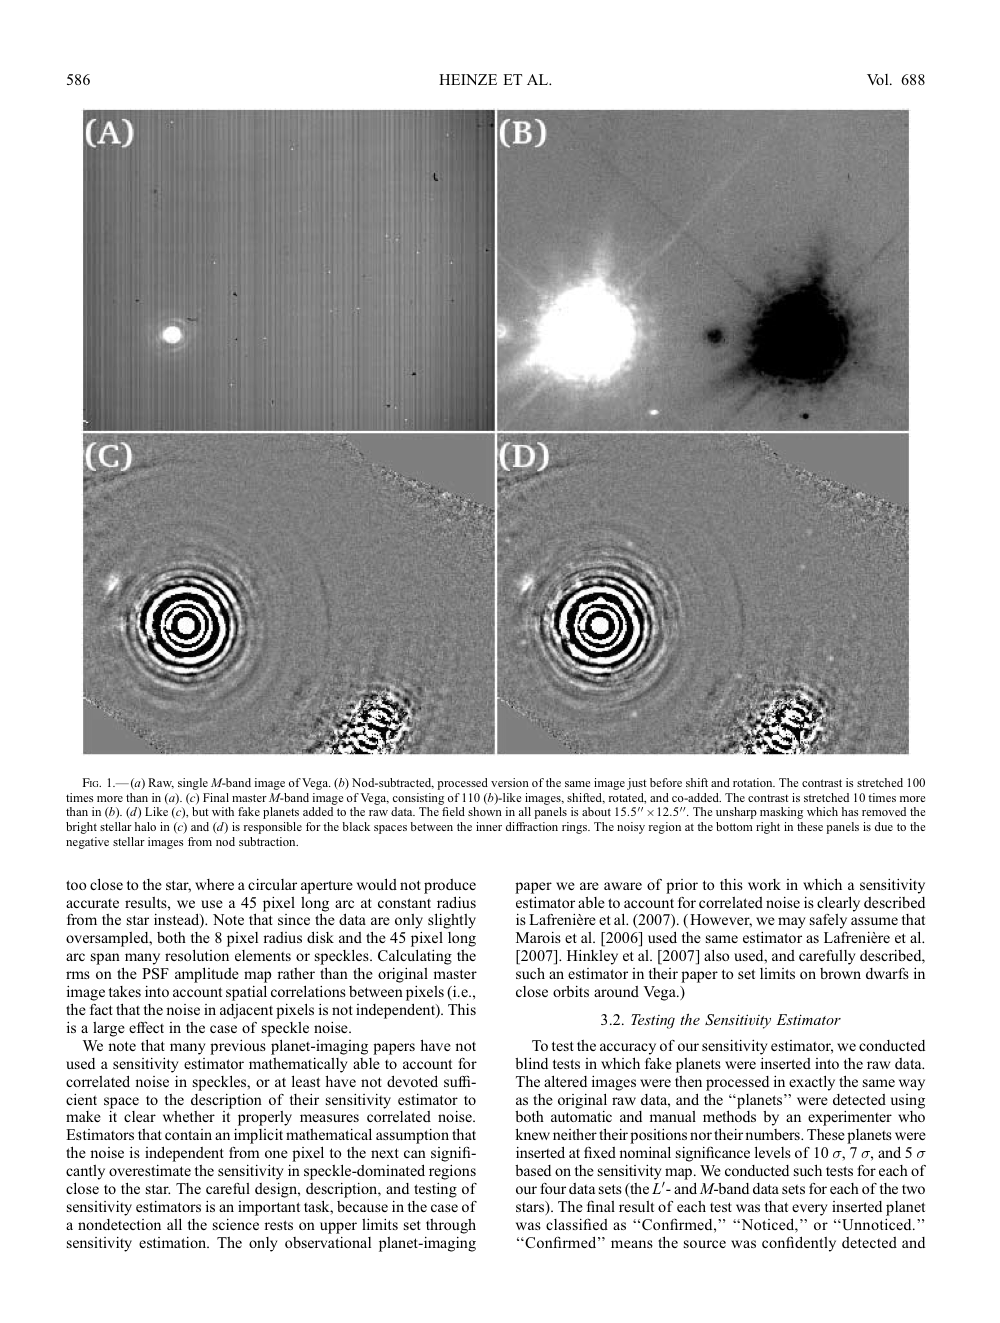 586
HEINZE ET AL.
Vol. 688
(A)
(B)
(C)
(D)
Fig. 1.—(a) Raw, single M-band image of Vega. (b) Nod-subtracted, processed version of the same image just before shift and rotation. The contrast is stretched 100
times more than in (a). (c) Final master M-band image of Vega, consisting of 110 (b)-like images, shifted, rotated, and co-added. The contrast is stretched 10 times more
than in (b). (d) Like (c), but with fake planets added to the raw data. The field shown in all panels is about 15.5″ × 12.5″. The unsharp masking which has removed the
bright stellar halo in (c) and (d) is responsible for the black spaces between the inner diffraction rings. The noisy region at the bottom right in these panels is due to the
negative stellar images from nod subtraction.
too close to the star, where a circular aperture would not produce
accurate results, we use a 45 pixel long arc at constant radius
from the star instead). Note that since the data are only slightly
oversampled, both the 8 pixel radius disk and the 45 pixel long
arc span many resolution elements or speckles. Calculating the
rms on the PSF amplitude map rather than the original master
image takes into account spatial correlations between pixels (i.e.,
the fact that the noise in adjacent pixels is not independent). This
is a large effect in the case of speckle noise.
We note that many previous planet-imaging papers have not
used a sensitivity estimator mathematically able to account for
correlated noise in speckles, or at least have not devoted suffi-
cient space to the description of their sensitivity estimator to
make it clear whether it properly measures correlated noise.
Estimators that contain an implicit mathematical assumption that
the noise is independent from one pixel to the next can signifi-
cantly overestimate the sensitivity in speckle-dominated regions
close to the star. The careful design, description, and testing of
sensitivity estimators is an important task, because in the case of
a nondetection all the science rests on upper limits set through
sensitivity estimation. The only observational planet-imaging
paper we are aware of prior to this work in which a sensitivity
estimator able to account for correlated noise is clearly described
is Lafrenière et al. (2007). (However, we may safely assume that
Marois et al. [2006] used the same estimator as Lafrenière et al.
[2007]. Hinkley et al. [2007] also used, and carefully described,
such an estimator in their paper to set limits on brown dwarfs in
close orbits around Vega.)
3.2. Testing the Sensitivity Estimator
To test the accuracy of our sensitivity estimator, we conducted
blind tests in which fake planets were inserted into the raw data.
The altered images were then processed in exactly the same way
as the original raw data, and the ‘‘planets’’ were detected using
both automatic and manual methods by an experimenter who
knew neither their positions nor their numbers. These planets were
inserted at fixed nominal significance levels of 10 σ, 7 σ, and 5 σ
based on the sensitivity map. We conducted such tests for each of
our four data sets (the L′- and M-band data sets for each of the two
stars). The final result of each test was that every inserted planet
was classified as ‘‘Confirmed,’’ ‘‘Noticed,’’ or ‘‘Unnoticed.’’
‘‘Confirmed’’ means the source was confidently detected and